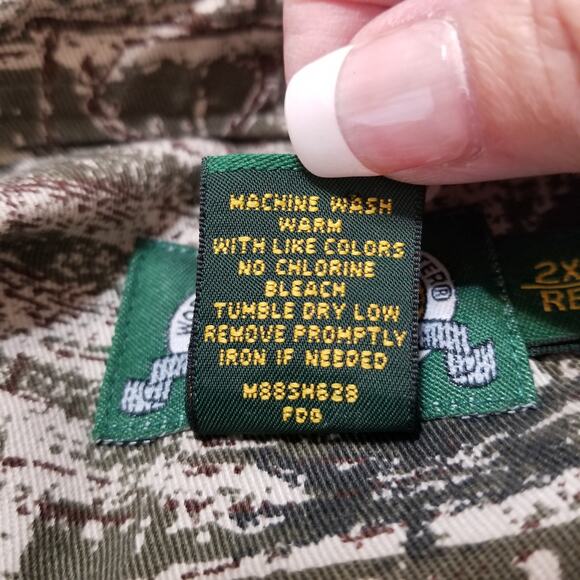 MACHINE WASH
WARM
WITH LIKE COLORS
NO CHLORINE
BLEACH
TUMBLE DRY LOW
REMOVE PROMPTLY
IRON IF NEEDED
M88SH628
FDG
2X
RE